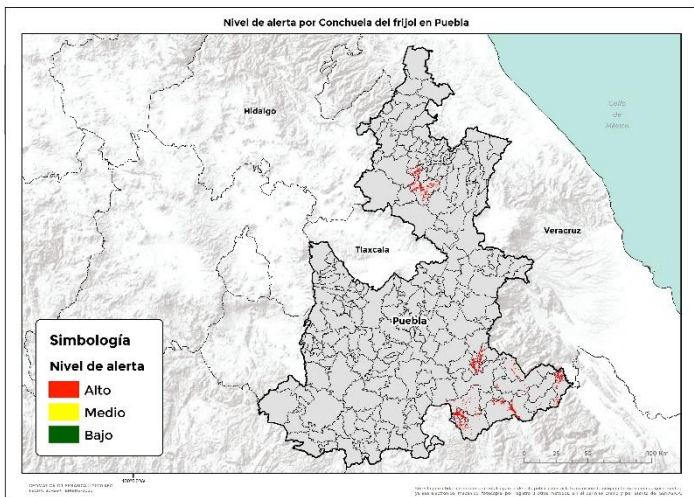 Nivel de alerta por Conchuela del frijol en Puebla
Hidalgo
Golfo
de
México
Tlaxcala
Veracruz
Puebla
Simbología
Nivel de alerta
Alto
Medio
Bajo
0 25 50 100 Km